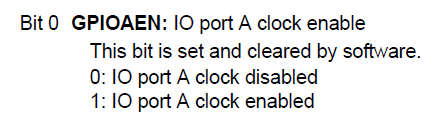 Bit 0 GPIOAEN: IO port A clock enable
This bit is set and cleared by software.
0: IO port A clock disabled
1: IO port A clock enabled